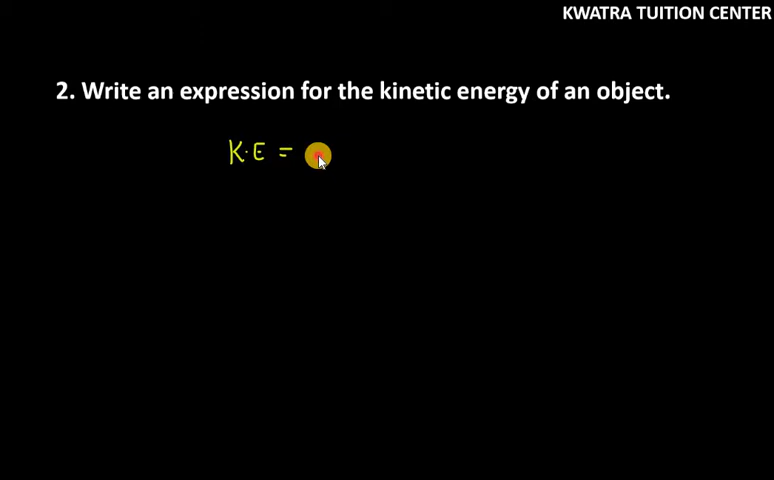 KWATRA TUITION CENTER
2. Write an expression for the kinetic energy of an object.
K.E =